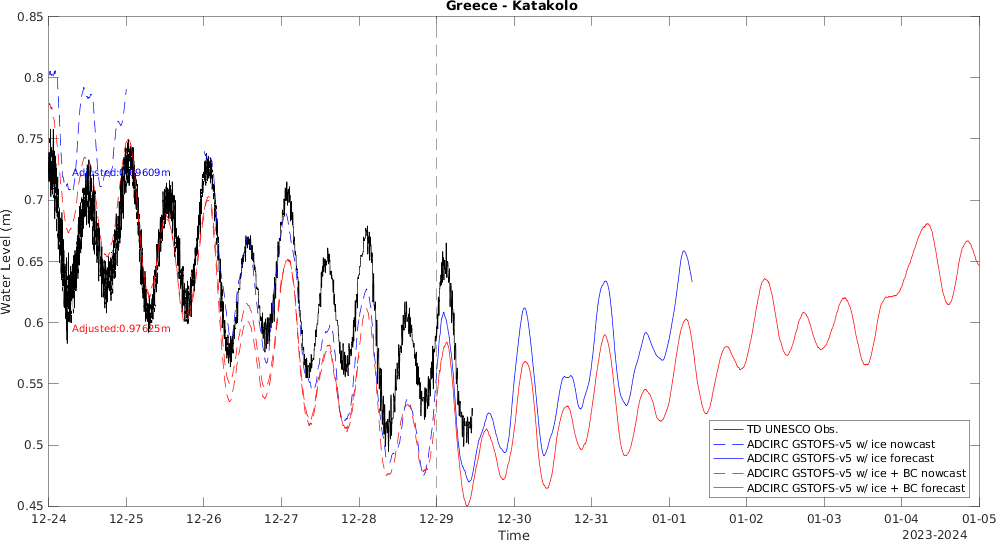 Greece - Katakolo
0.85
0.8
0.75
0.7
0.65
0.6
0.55
0.5
0.45
Water Level (m)
Adjusted:0.69609m
Adjusted:0.97625m
TD UNESCO Obs.
ADCIRC GSTOFS-v5 w/ ice nowcast
ADCIRC GSTOFS-v5 w/ ice forecast
ADCIRC GSTOFS-v5 w/ ice + BC nowcast
ADCIRC GSTOFS-v5 w/ ice + BC forecast
12-24 12-25 12-26 12-27 12-28 12-29 12-30 12-31 01-01 01-02 01-03 01-04 01-05
Time
2023-2024